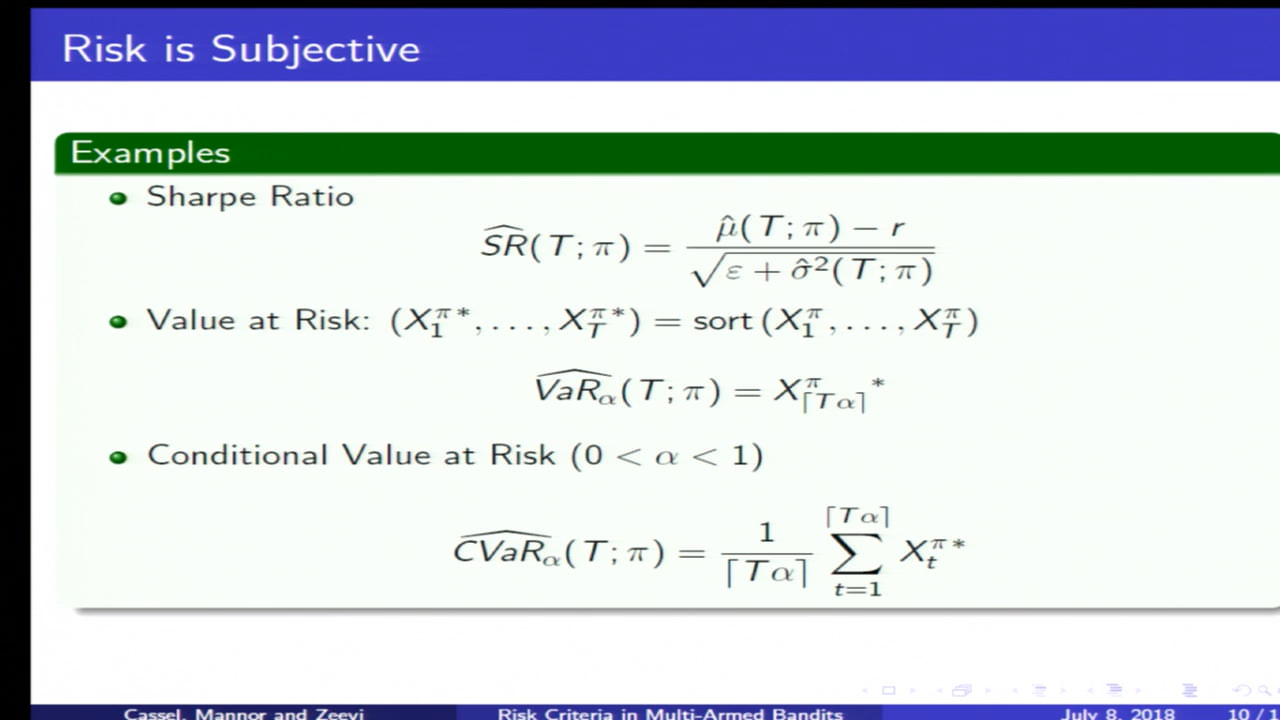 Risk is Subjective
Examples
Sharpe Ratio
$\widehat{SR}(T;\pi) = \frac{\hat{\mu}(T;\pi) - r}{\sqrt{\varepsilon + \hat{\sigma}^2(T;\pi)}}$
Value at Risk: $(X_1^{\pi *}, \ldots, X_T^{\pi *}) = \text{sort}(X_1^{\pi}, \ldots, X_T^{\pi})$
$\widehat{VaR}_{\alpha}(T;\pi) = {X_{\lceil T\alpha \rceil}^{\pi}}^{*}$
Conditional Value at Risk $(0 < \alpha < 1)$
$\widehat{CVaR}_{\alpha}(T;\pi) = \frac{1}{\lceil T\alpha \rceil} \sum_{t=1}^{\lceil T\alpha \rceil} X_t^{\pi *}$
Cassel, Mannor and Zeevi Risk Criteria in Multi-Armed Bandits July 8, 2018 10 / 1